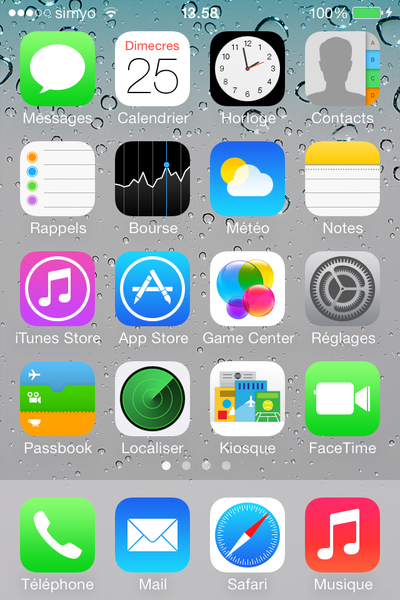 simyo 13.58 100%
Dimecres
25
Messages Calendrier Horloge Contacts
A
B
C
D
Rappels Bourse Météo Notes
iTunes Store App Store Game Center Réglages
Passbook Localiser Kiosque FaceTime
Téléphone Mail Safari Musique